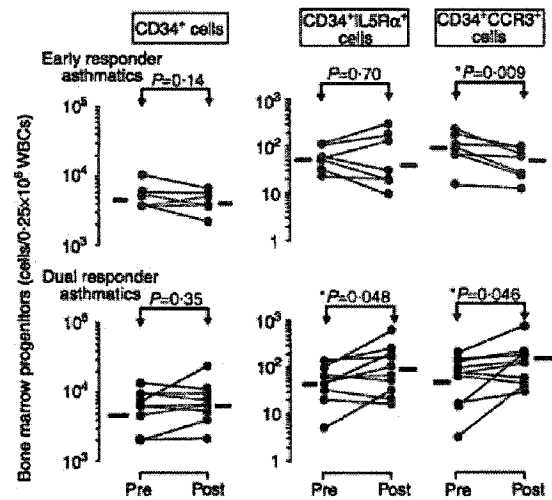 CD34⁺ cells
CD34⁺IL5Rα⁺
cells
CD34⁺CCR3⁺
cells
Early responder
asthmatics
P=0·14
P=0·70
*P=0·009
10⁵
10⁴
10³
10³
10²
10
1
Dual responder
asthmatics
P=0·35
*P=0·048
*P=0·046
10⁵
10⁴
10³
10³
10²
10
1
Bone marrow progenitors (cells/0·25×10⁶ WBCs)
Pre Post
Pre Post
Pre Post